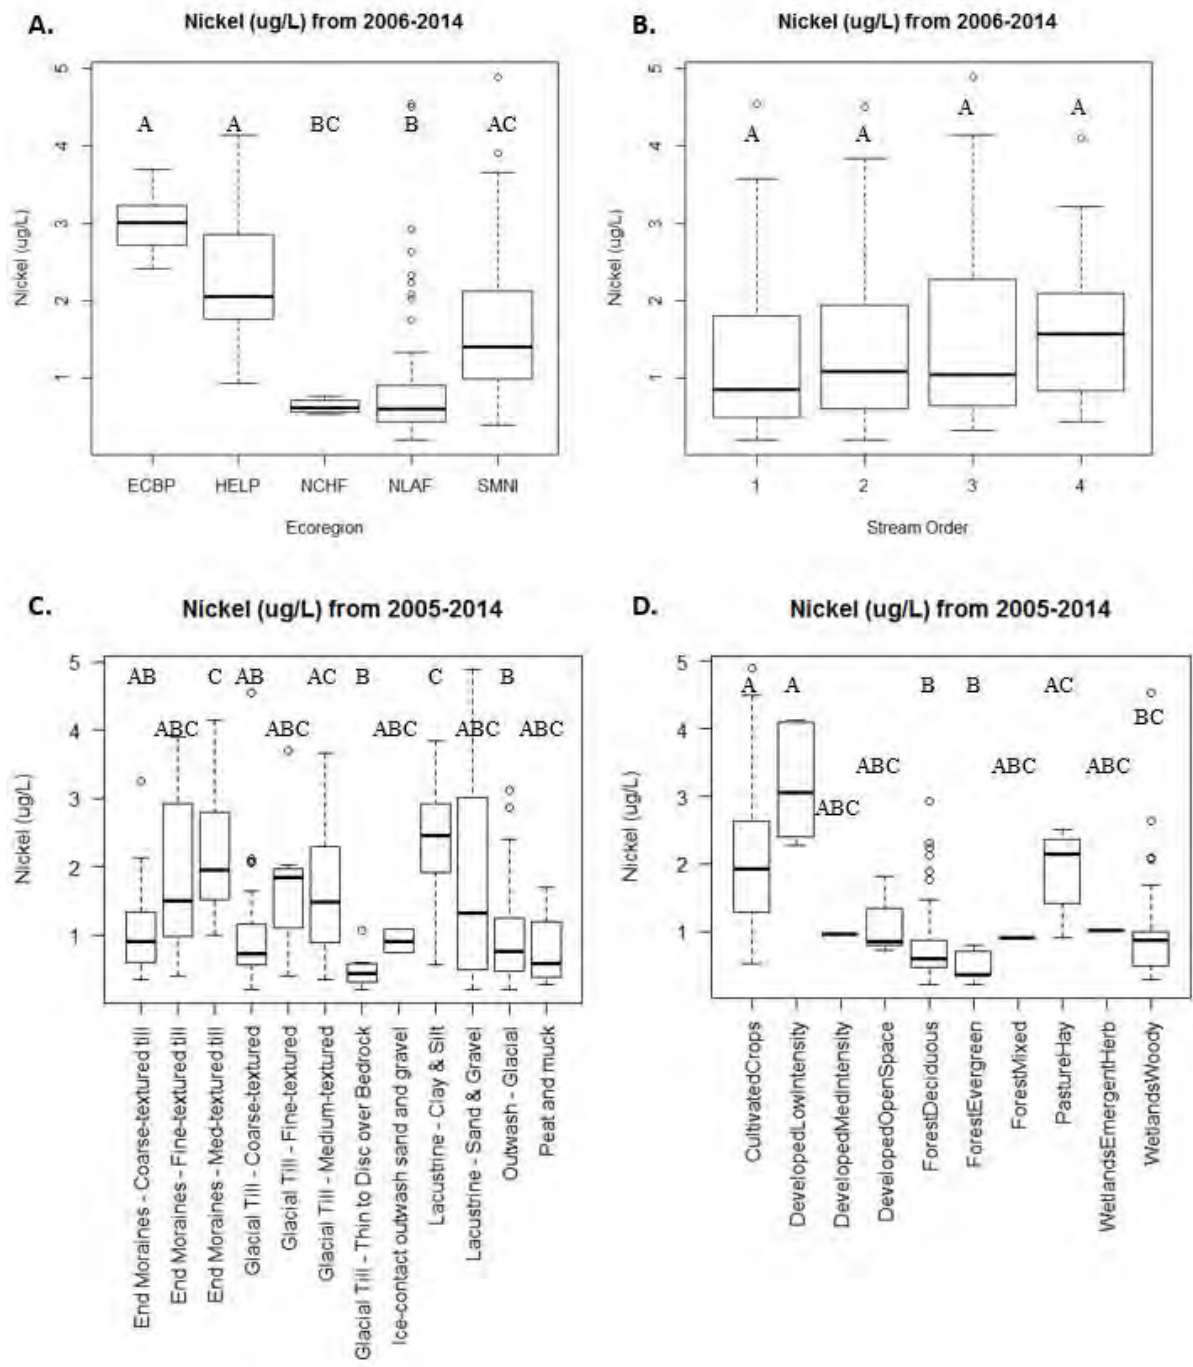 A.
Nickel (ug/L) from 2006-2014
Nickel (ug/L)
5
4
3
2
1
A
A
BC
B
AC
ECBP
HELP
NCHF
NLAF
SMNI
Ecoregion
B.
Nickel (ug/L) from 2006-2014
Nickel (ug/L)
5
4
3
2
1
A
A
A
A
1
2
3
4
Stream Order
C.
Nickel (ug/L) from 2005-2014
Nickel (ug/L)
5
4
3
2
1
AB
ABC
C
AB
ABC
AC
B
ABC
C
ABC
B
ABC
End Moraines - Coarse-textured till
End Moraines - Fine-textured till
End Moraines - Med-textured till
Glacial Till - Coarse-textured
Glacial Till - Fine-textured
Glacial Till - Medium-textured
Glacial Till - Thin to Disc over Bedrock
Ice-contact outwash sand and gravel
Lacustrine - Clay & Silt
Lacustrine - Sand & Gravel
Outwash - Glacial
Peat and muck
D.
Nickel (ug/L) from 2005-2014
Nickel (ug/L)
5
4
3
2
1
A
A
ABC
ABC
B
B
ABC
AC
ABC
BC
CultivatedCrops
DevelopedLowIntensity
DevelopedMedIntensity
DevelopedOpenSpace
ForestDeciduous
ForestEvergreen
ForestMixed
PastureHay
WetlandsEmergentHerb
WetlandsWoody